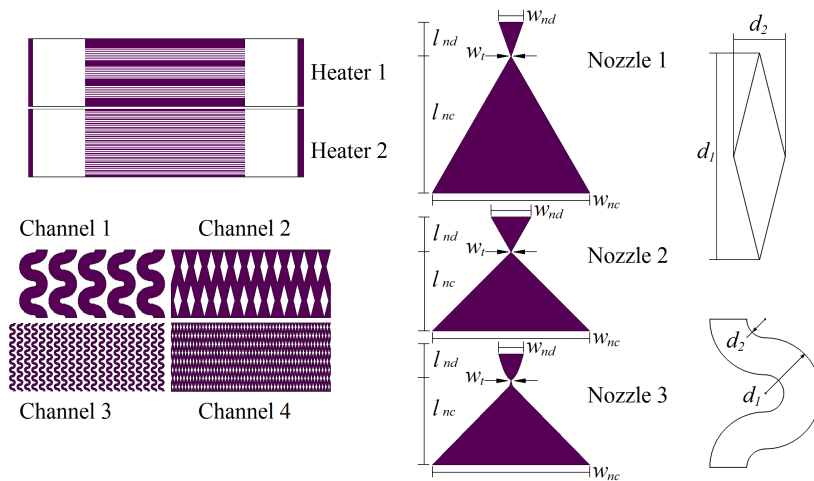 Heater 1
Heater 2
Channel 1
Channel 2
Channel 3
Channel 4
w_nd
l_nd
w_t
Nozzle 1
l_nc
w_nc
w_nd
l_nd
w_t
Nozzle 2
l_nc
w_nc
w_nd
l_nd
w_t
Nozzle 3
l_nc
w_nc
d_2
d_1
d_2
d_1